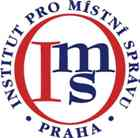 INSTITUT PRO MÍSTNÍ SPRÁVU
Ims
• PRAHA •